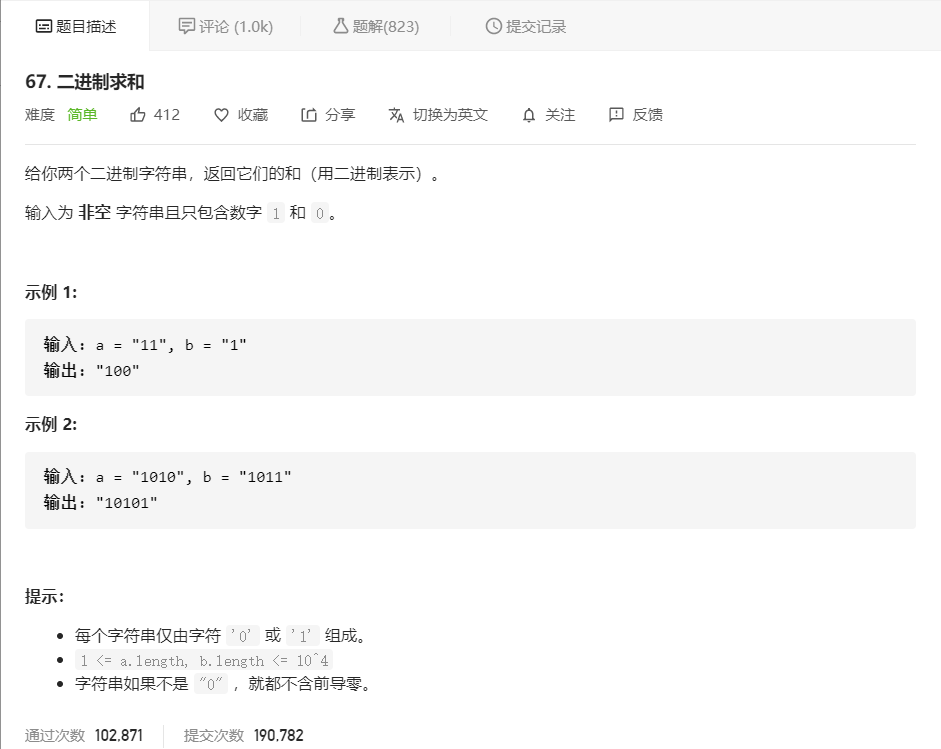 题目描述 评论 (1.0k) 题解(823) 提交记录
67. 二进制求和
难度 简单 412 收藏 分享 切换为英文 关注 反馈
给你两个二进制字符串，返回它们的和（用二进制表示）。
输入为 非空 字符串且只包含数字 1 和 0。
示例 1:
输入: a = "11", b = "1"
输出: "100"
示例 2:
输入: a = "1010", b = "1011"
输出: "10101"
提示：
每个字符串仅由字符 '0' 或 '1' 组成。
1 <= a.length, b.length <= 10^4
字符串如果不是 "0" ，就都不含前导零。
通过次数 102,871 提交次数 190,782